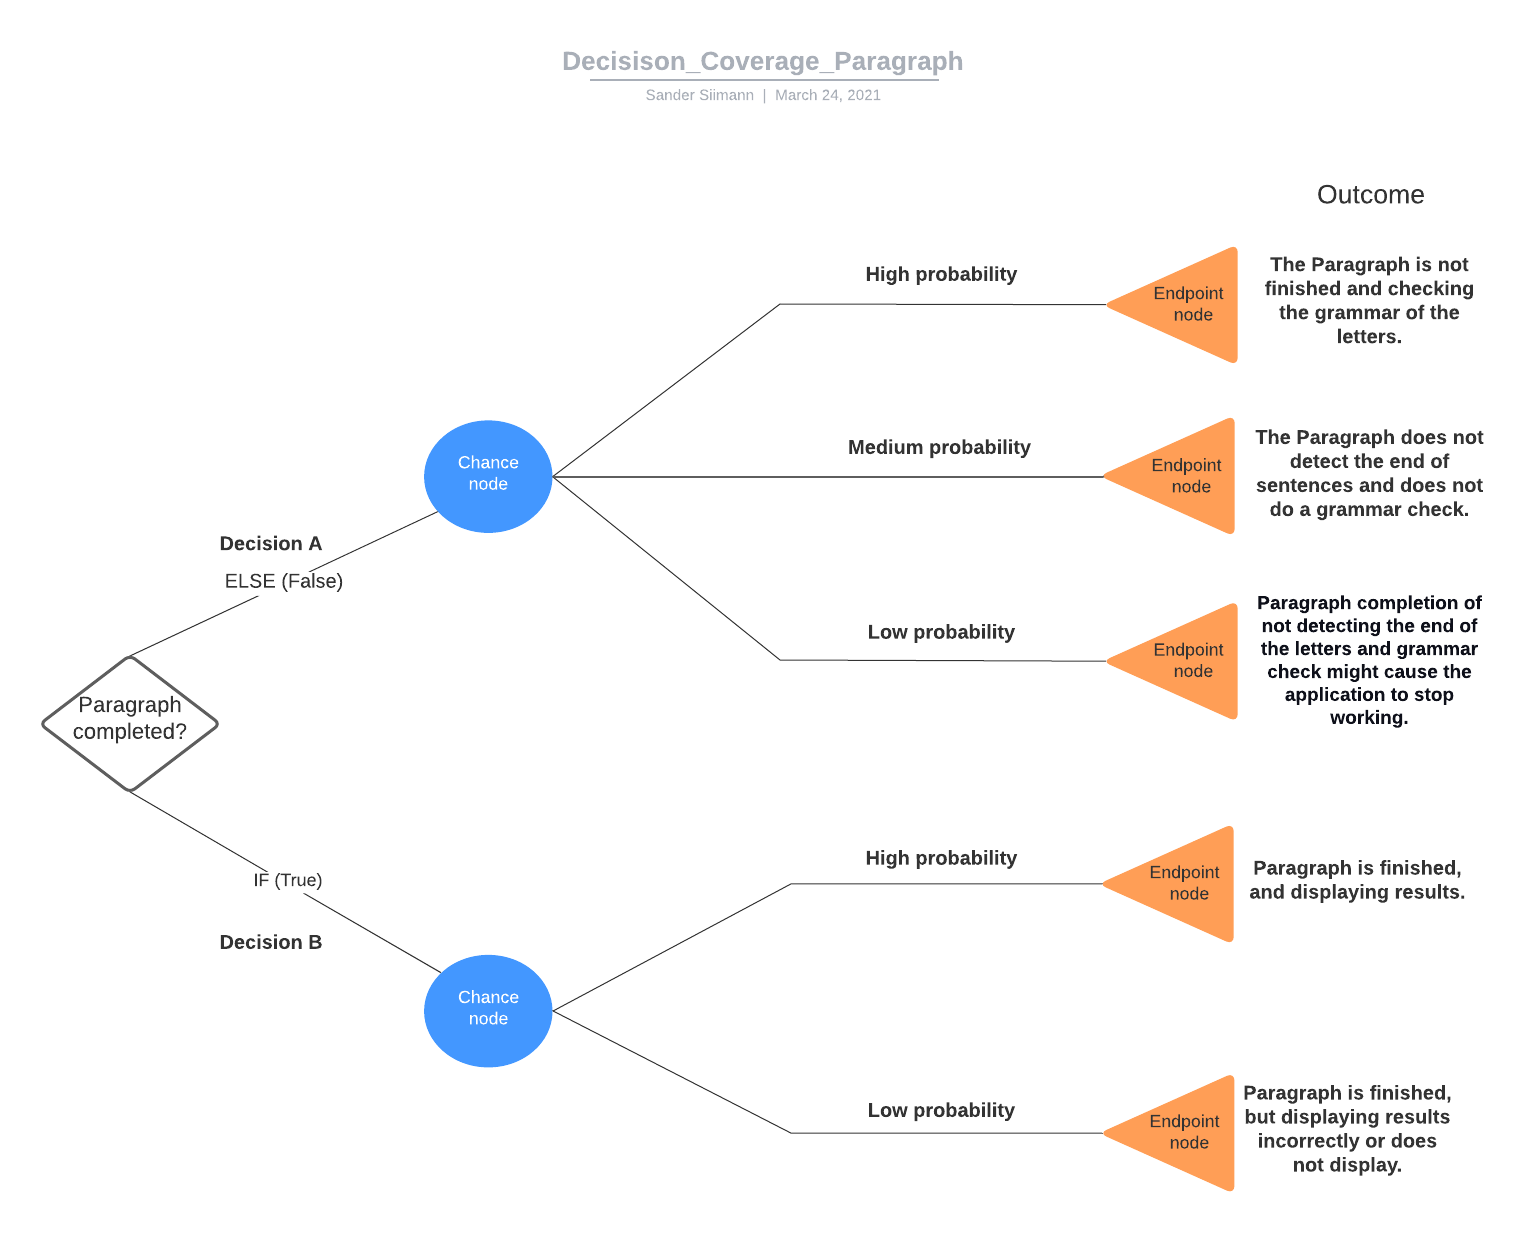 Decisison_Coverage_Paragraph
Sander Siimann | March 24, 2021
Outcome
High probability
Endpoint
node
The Paragraph is not
finished and checking
the grammar of the
letters.
Medium probability
Endpoint
node
The Paragraph does not
detect the end of
sentences and does not
do a grammar check.
Chance
node
Decision A
ELSE (False)
Low probability
Endpoint
node
Paragraph completion of
not detecting the end of
the letters and grammar
check might cause the
application to stop
working.
Paragraph
completed?
IF (True)
Decision B
High probability
Endpoint
node
Paragraph is finished,
and displaying results.
Chance
node
Low probability
Endpoint
node
Paragraph is finished,
but displaying results
incorrectly or does
not display.